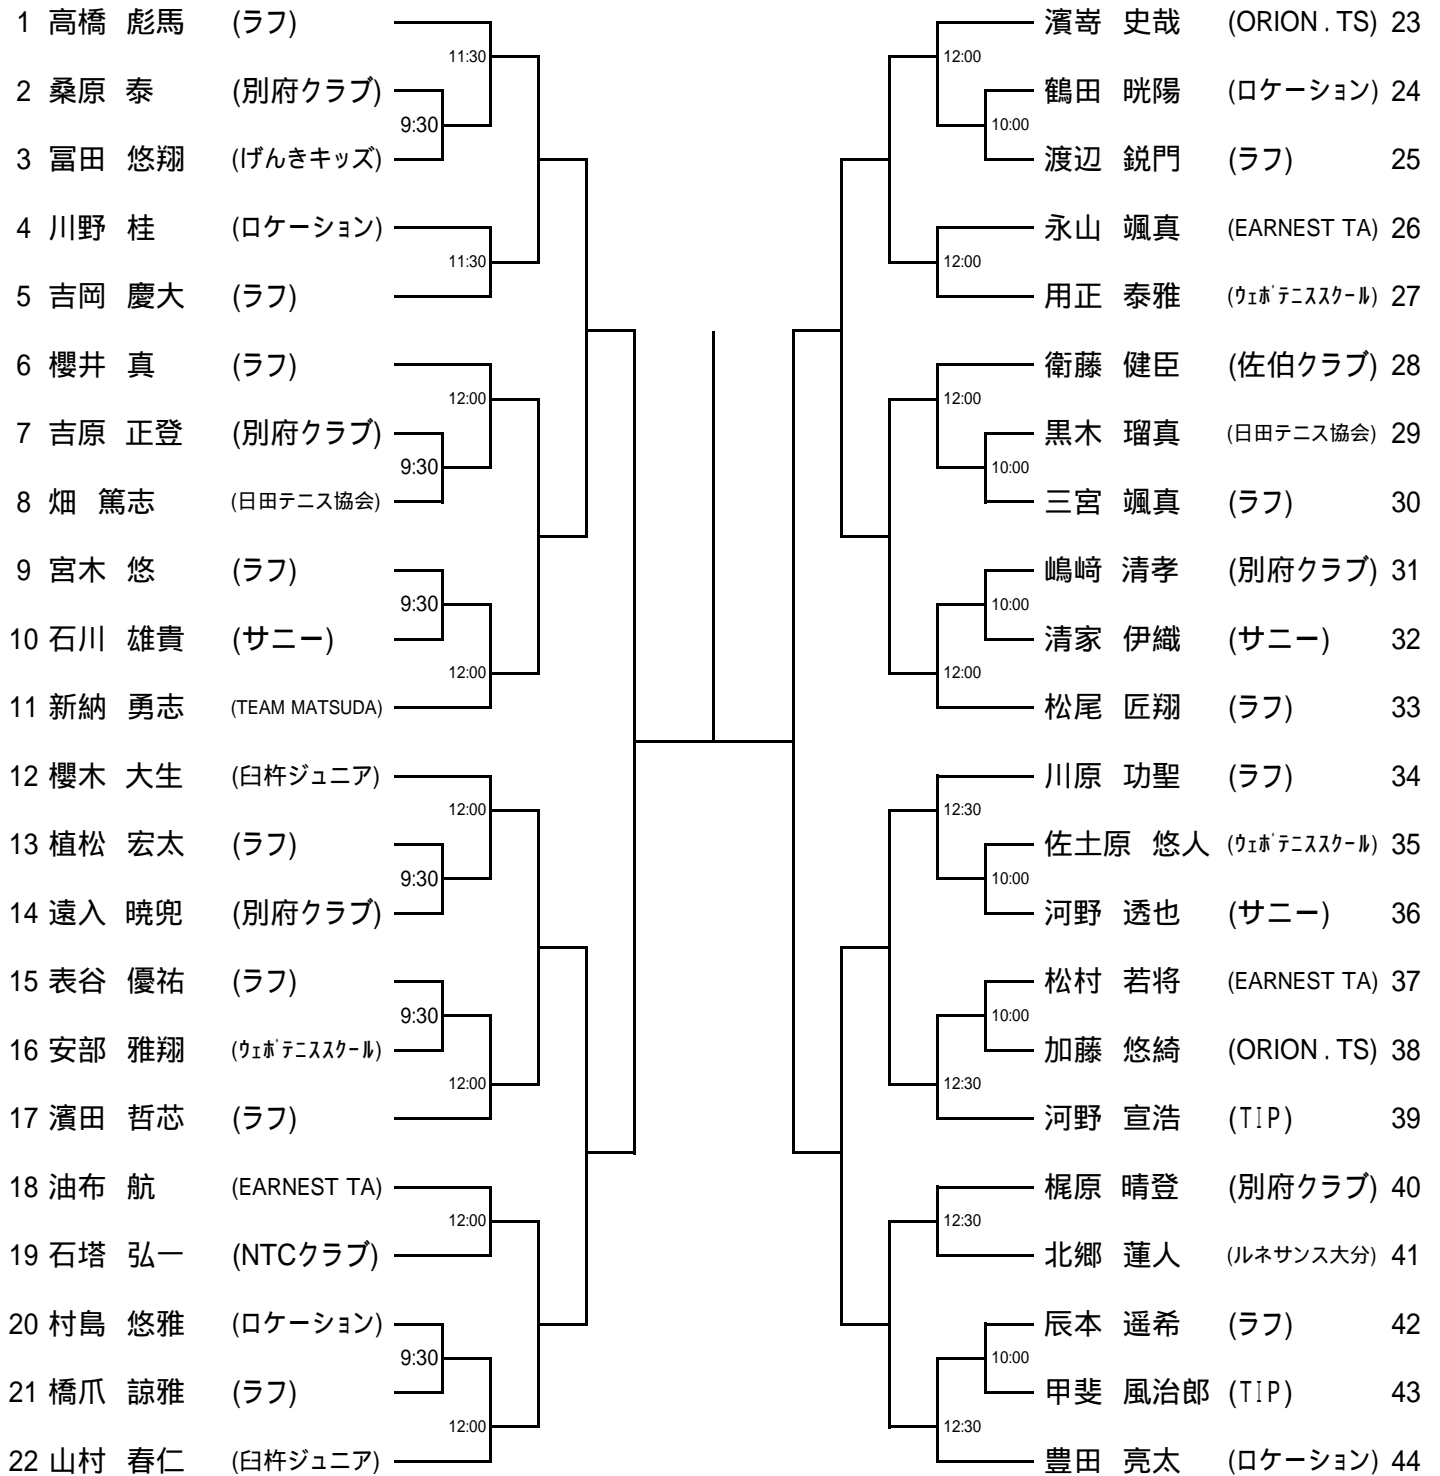 1 高橋 彪馬 (ラフ)
11:30
2 桑原 泰 (別府クラブ)
9:30
3 冨田 悠翔 (げんきキッズ)
4 川野 桂 (ロケーション)
11:30
5 吉岡 慶大 (ラフ)
6 櫻井 真 (ラフ)
12:00
7 吉原 正登 (別府クラブ)
9:30
8 畑 篤志 (日田テニス協会)
9 宮木 悠 (ラフ)
9:30
10 石川 雄貴 (サニー)
12:00
11 新納 勇志 (TEAM MATSUDA)
12 櫻木 大生 (臼杵ジュニア)
12:00
13 植松 宏太 (ラフ)
9:30
14 遠入 暁兜 (別府クラブ)
15 表谷 優祐 (ラフ)
9:30
16 安部 雅翔 (ｳｪﾎﾞﾃﾆｽｽｸｰﾙ)
12:00
17 濱田 哲芯 (ラフ)
18 油布 航 (EARNEST TA)
12:00
19 石塔 弘一 (NTCクラブ)
20 村島 悠雅 (ロケーション)
9:30
21 橋爪 諒雅 (ラフ)
12:00
22 山村 春仁 (臼杵ジュニア)
濱嵜 史哉 (ORION . TS) 23
12:00
鶴田 晄陽 (ロケーション) 24
10:00
渡辺 鋭門 (ラフ) 25
永山 颯真 (EARNEST TA) 26
12:00
用正 泰雅 (ｳｪﾎﾞﾃﾆｽｽｸｰﾙ) 27
衛藤 健臣 (佐伯クラブ) 28
12:00
黒木 瑠真 (日田テニス協会) 29
10:00
三宮 颯真 (ラフ) 30
嶋﨑 清孝 (別府クラブ) 31
10:00
清家 伊織 (サニー) 32
12:00
松尾 匠翔 (ラフ) 33
川原 功聖 (ラフ) 34
12:30
佐土原 悠人 (ｳｪﾎﾞﾃﾆｽｽｸｰﾙ) 35
10:00
河野 透也 (サニー) 36
松村 若将 (EARNEST TA) 37
10:00
加藤 悠綺 (ORION . TS) 38
12:30
河野 宣浩 (TIP) 39
梶原 晴登 (別府クラブ) 40
12:30
北郷 蓮人 (ルネサンス大分) 41
辰本 遥希 (ラフ) 42
10:00
甲斐 風治郎 (TIP) 43
12:30
豊田 亮太 (ロケーション) 44